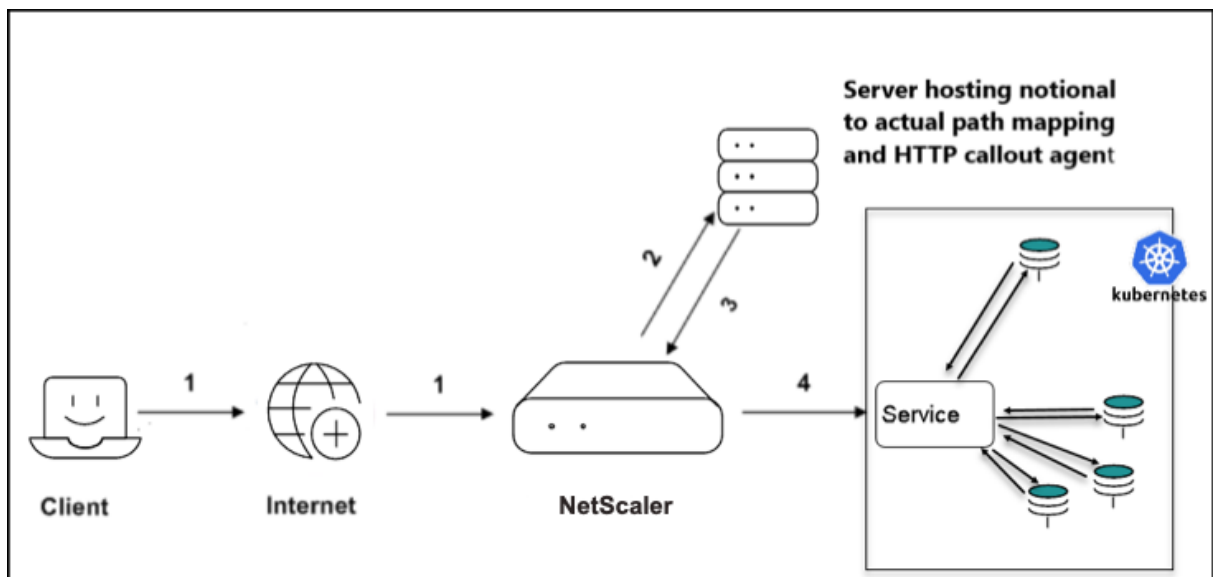 Server hosting notional
to actual path mapping
and HTTP callout agent
kubernetes
2
3
1
1
4
Service
Client
Internet
NetScaler